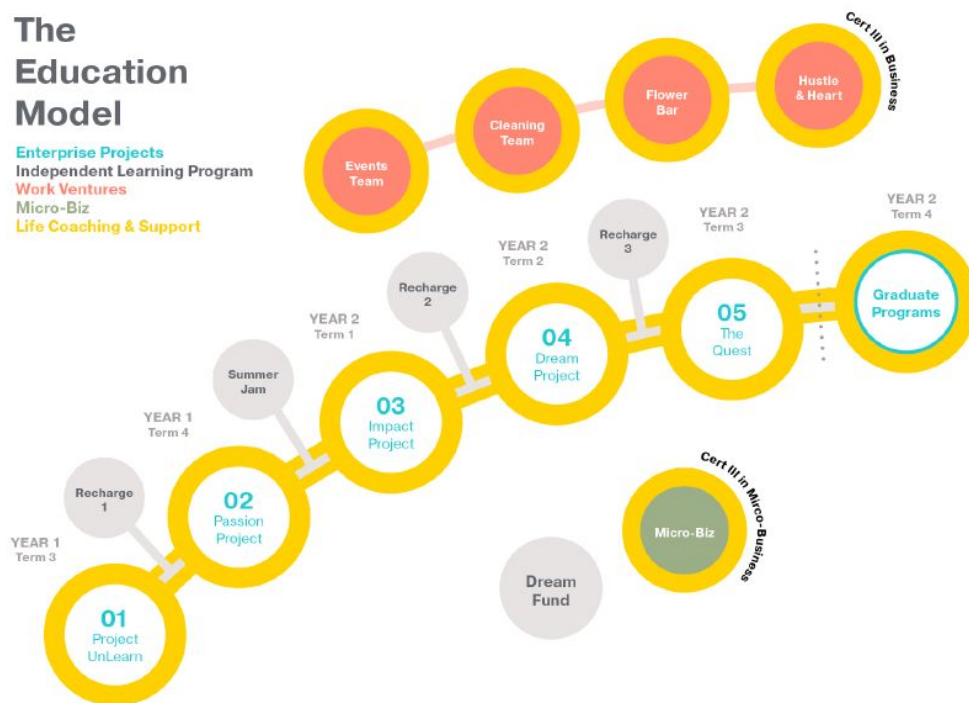 The
Education
Model
Enterprise Projects
Independent Learning Program
Work Ventures
Micro-Biz
Life Coaching & Support
Events
Team
Cleaning
Team
Flower
Bar
Hustle
& Heart
Cert III in Business
YEAR 1
Term 3
01
Project
UnLearn
Recharge
1
YEAR 1
Term 4
02
Passion
Project
Summer
Jam
YEAR 2
Term 1
03
Impact
Project
Recharge
2
YEAR 2
Term 2
04
Dream
Project
Recharge
3
YEAR 2
Term 3
05
The
Quest
YEAR 2
Term 4
Graduate
Programs
Dream
Fund
Micro-Biz
Cert III in Mirco-Business